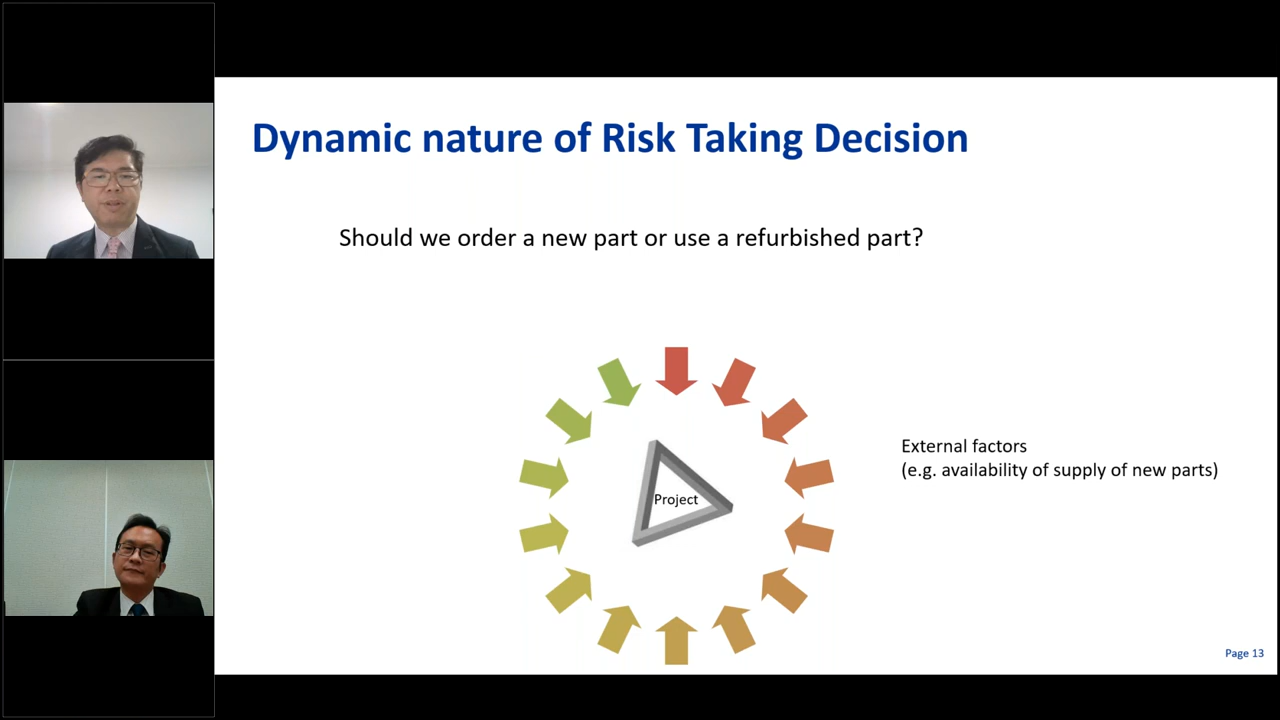 Dynamic nature of Risk Taking Decision
Should we order a new part or use a refurbished part?
Project
External factors
(e.g. availability of supply of new parts)
Page 13